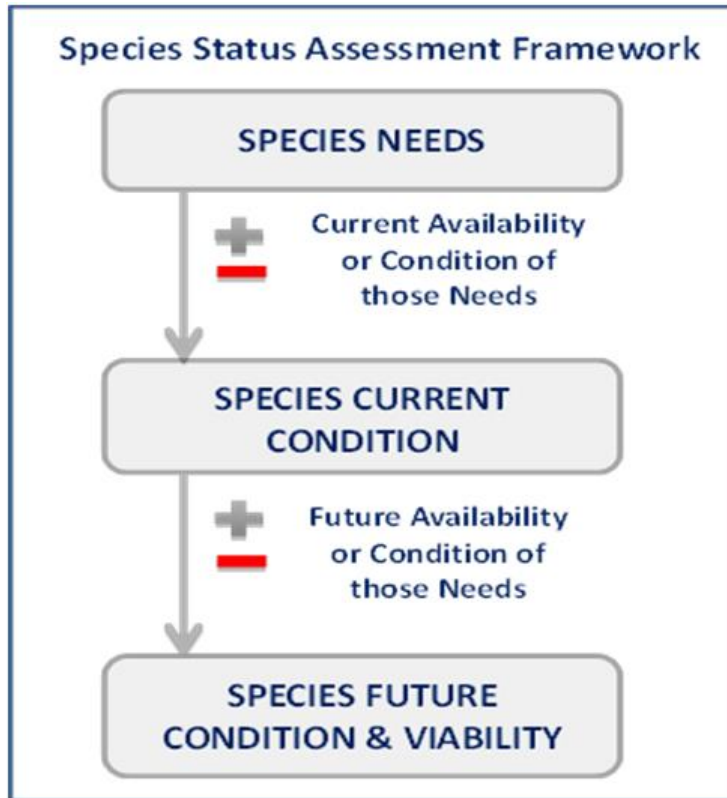 Species Status Assessment Framework
SPECIES NEEDS
Current Availability
or Condition of
those Needs
SPECIES CURRENT
CONDITION
Future Availability
or Condition of
those Needs
SPECIES FUTURE
CONDITION & VIABILITY